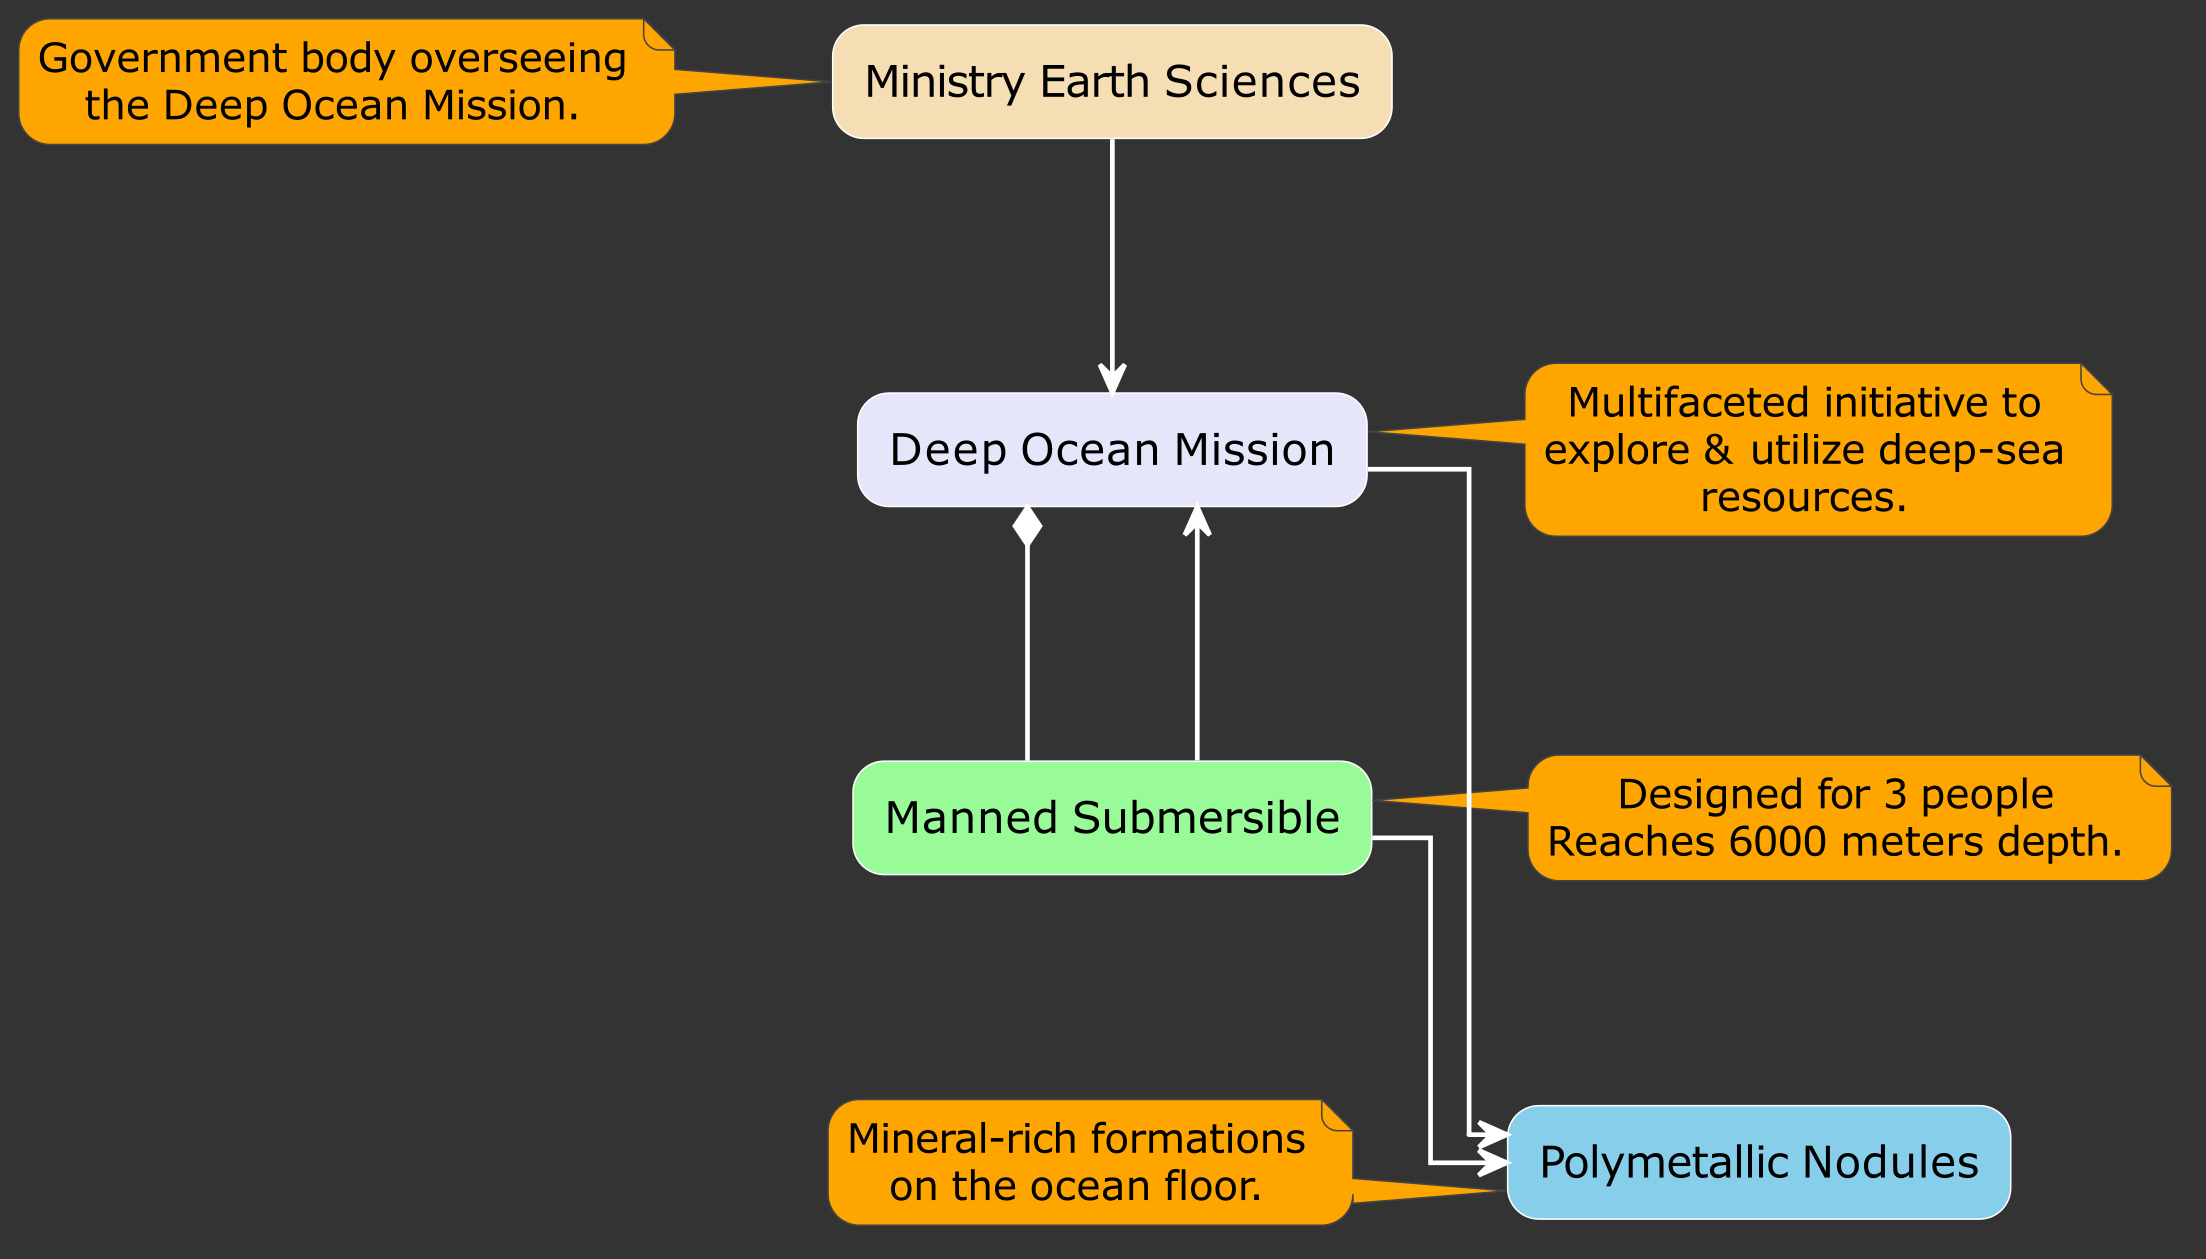 Government body overseeing
the Deep Ocean Mission.
Ministry Earth Sciences
Deep Ocean Mission
Multifaceted initiative to
explore & utilize deep-sea
resources.
Manned Submersible
Designed for 3 people
Reaches 6000 meters depth.
Mineral-rich formations
on the ocean floor.
Polymetallic Nodules